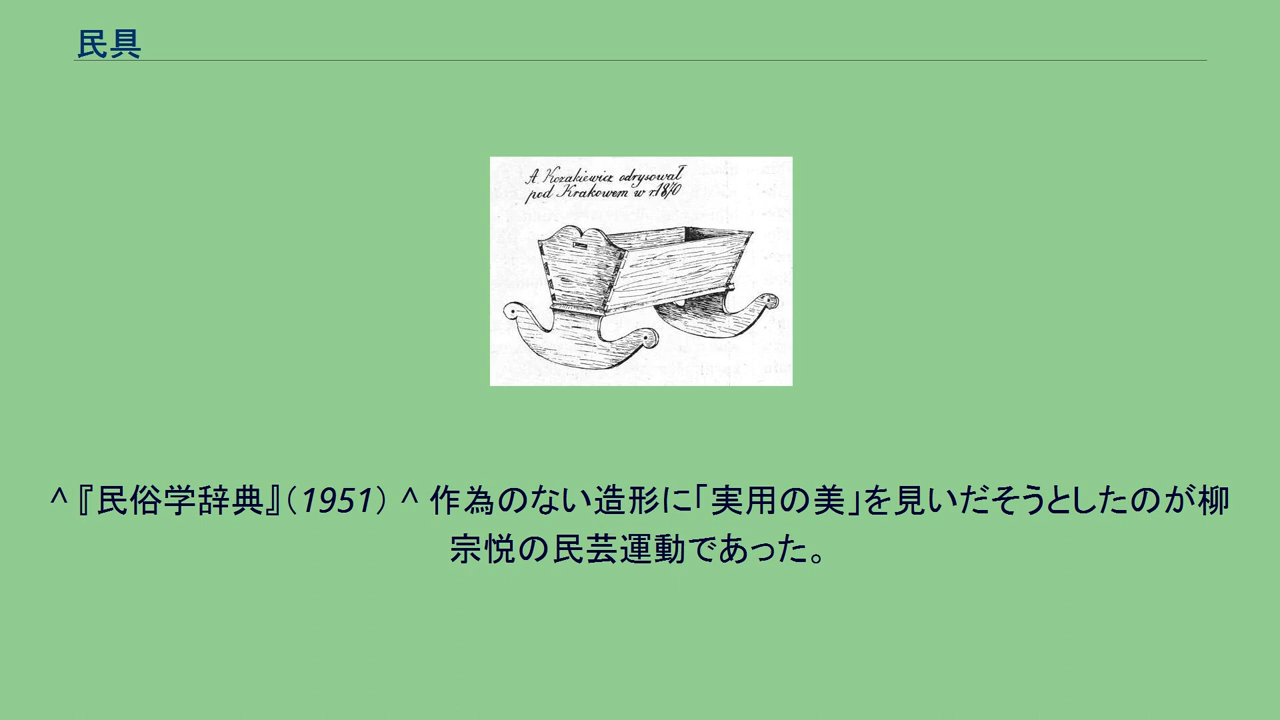 民具
A. Kozakiewicz odrysował
pod Krakowem w r.1870
^『民俗学辞典』（1951） ^ 作為のない造形に「実用の美」を見いだそうとしたのが柳
宗悦の民芸運動であった。